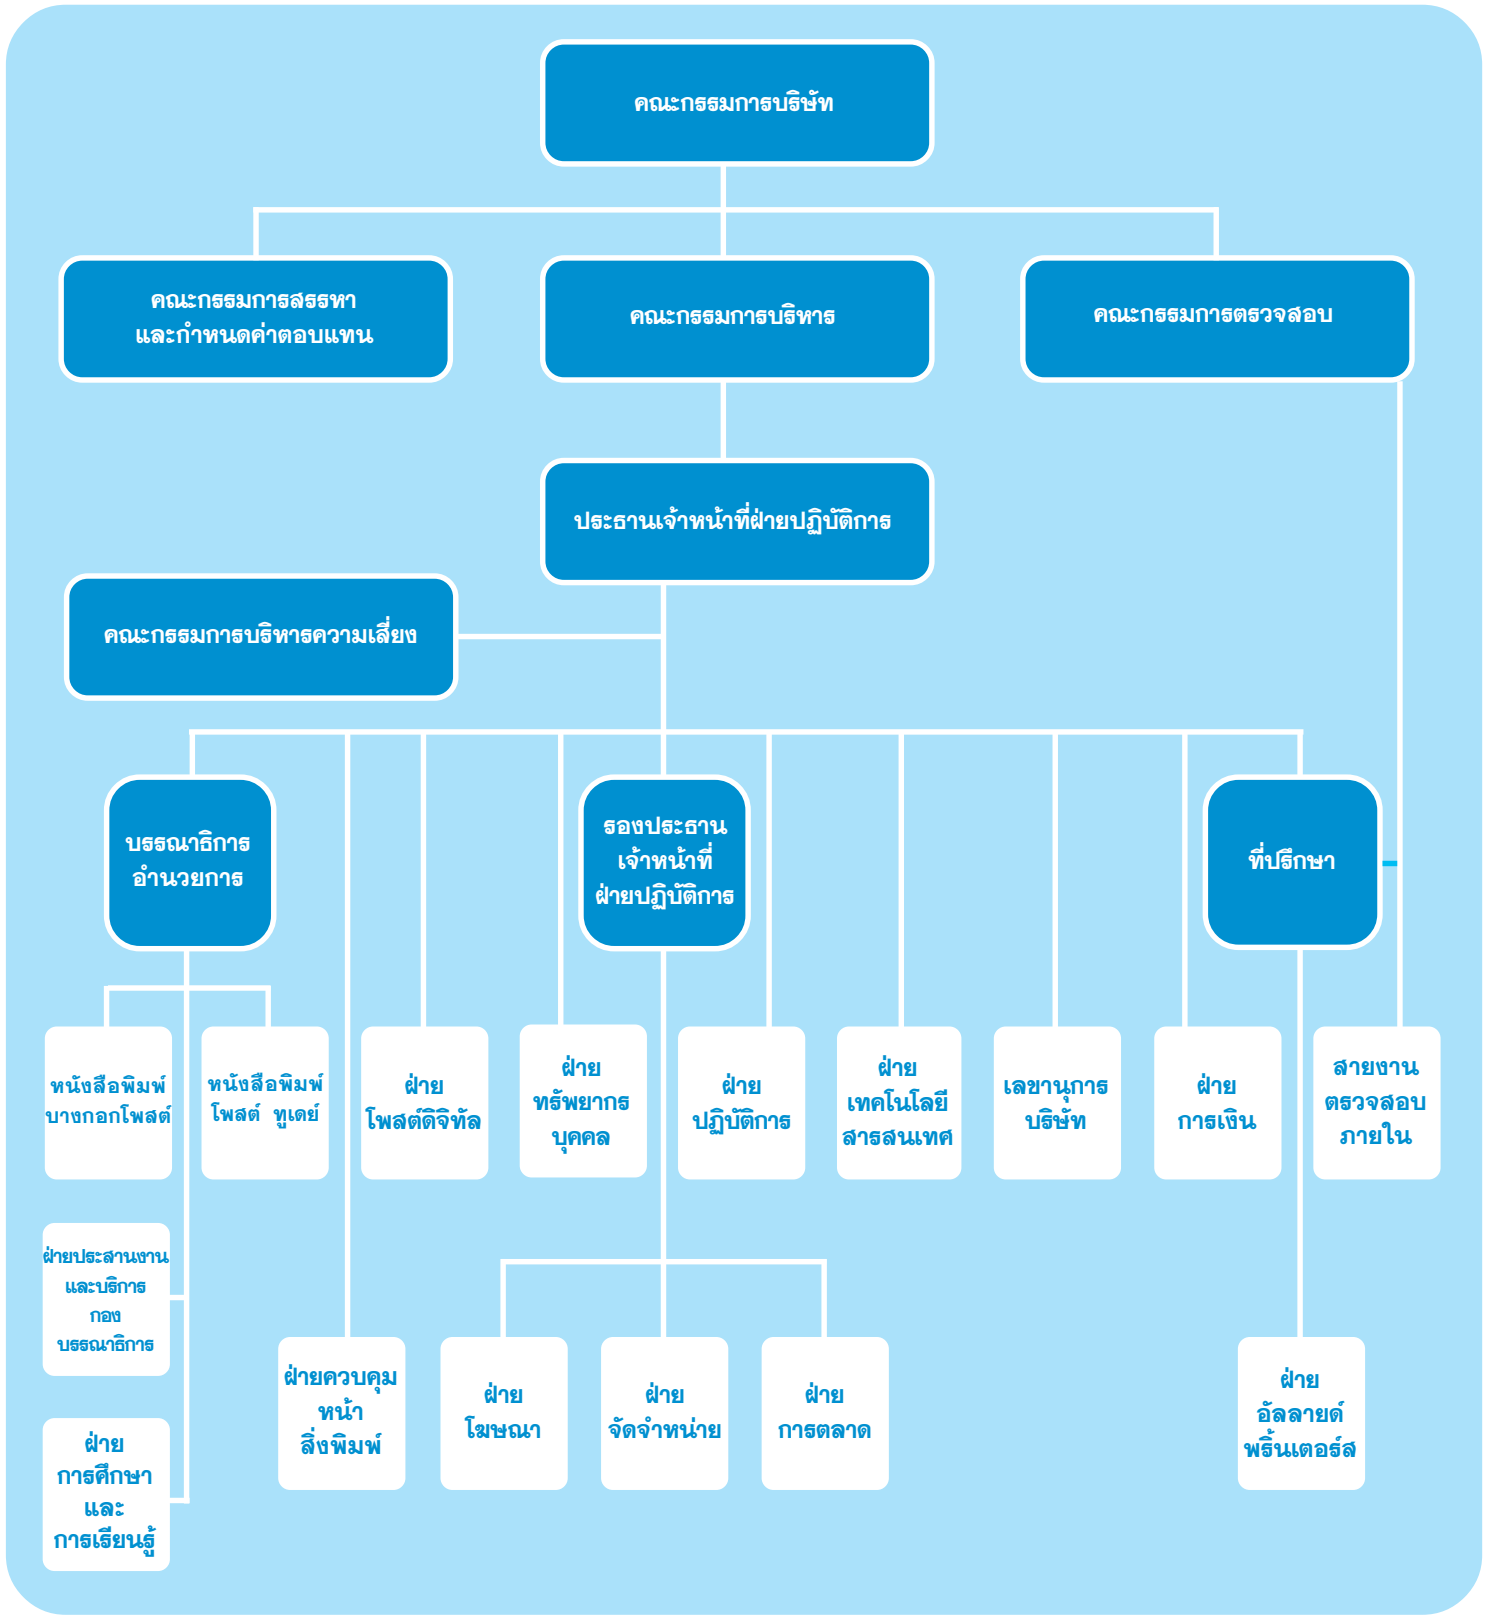 คณะกรรมการบริษัท
คณะกรรมการสรรหา
และกำหนดค่าตอบแทน
คณะกรรมการบริหาร
คณะกรรมการตรวจสอบ
ประธานเจ้าหน้าที่ฝ่ายปฏิบัติการ
คณะกรรมการบริหารความเสี่ยง
บรรณาธิการ
อำนวยการ
รองประธาน
เจ้าหน้าที่
ฝ่ายปฏิบัติการ
ที่ปรึกษา
หนังสือพิมพ์
บางกอกโพสต์
หนังสือพิมพ์
โพสต์ ทูเดย์
ฝ่าย
โพสต์ดิจิทัล
ฝ่าย
ทรัพยากร
บุคคล
ฝ่าย
ปฏิบัติการ
ฝ่าย
เทคโนโลยี
สารสนเทศ
เลขานุการ
บริษัท
ฝ่าย
การเงิน
สายงาน
ตรวจสอบ
ภายใน
ฝ่ายประสานงาน
และบริการ
กอง
บรรณาธิการ
ฝ่ายควบคุม
หน้า
สิ่งพิมพ์
ฝ่าย
โฆษณา
ฝ่าย
จัดจำหน่าย
ฝ่าย
การตลาด
ฝ่าย
อัลลายด์
พริ้นเตอร์ส
ฝ่าย
การศึกษา
และ
การเรียนรู้